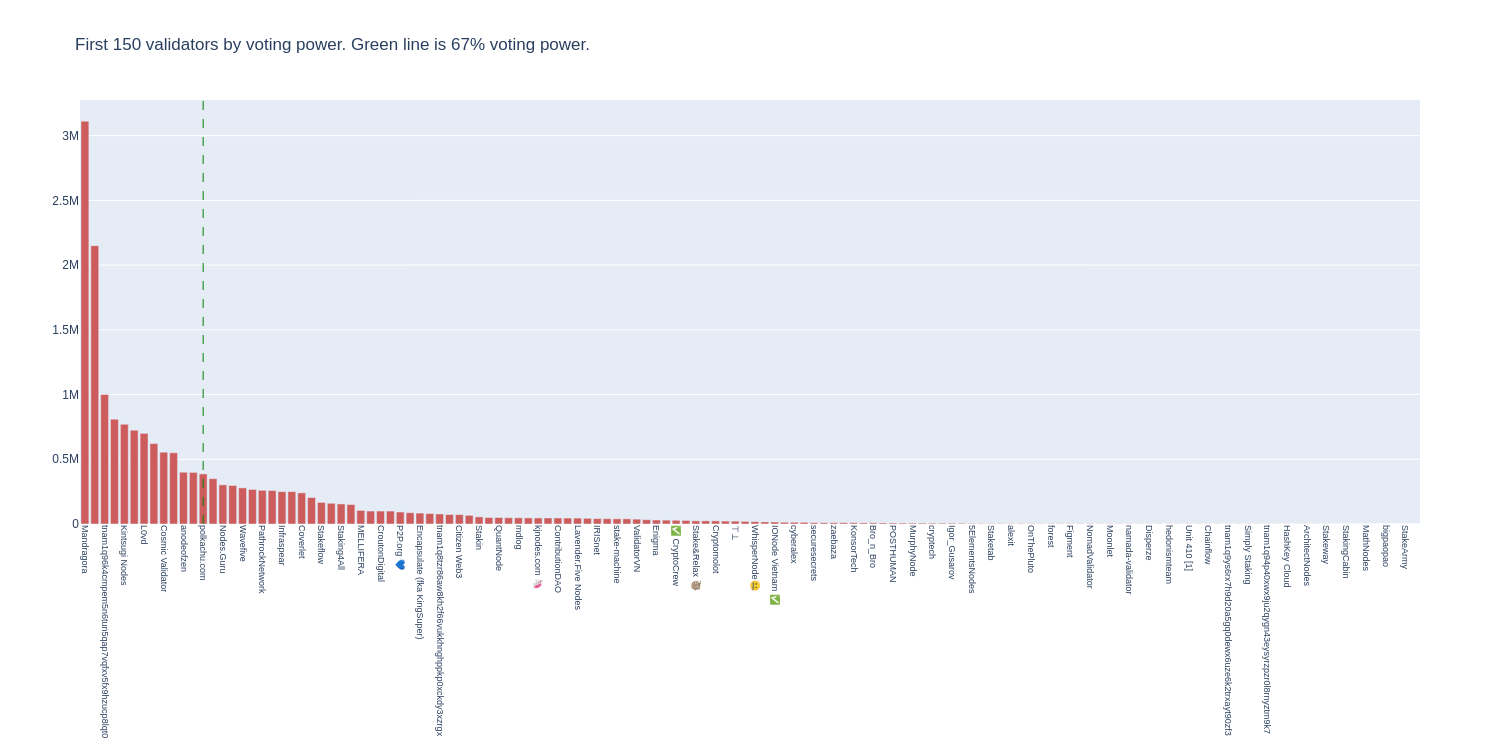 First 150 validators by voting power. Green line is 67% voting power.
3M
2.5M
2M
1.5M
1M
0.5M
0
Mandragora
Kintsugi Nodes
L0vd
Cosmic Validator
anodeofzen
polkachu.com
Nodes.Guru
Wavefive
PathrockNetwork
Infraspear
Coverlet
Stakeflow
Staking4All
MELLIFERA
CroutonDigital
P2P.org 💙
Encapsulate (fka KingSuper)
Citizen Web3
Stakin
QuantNode
mdlog
kjnodes.com 🦄
ContributionDAO
Lavender.Five Nodes
IRISnet
stake-machine
ValidatorVN
Enigma
✅ CryptoCrew
Stake&Relax 🦥
Cryptomolot
⊤⊥
WhisperNode🤐
IONode Vietnam ✅
cyberalex
securesecrets
zaebaza
KonsorTech
Bro_n_Bro
POSTHUMAN
MurphyNode
cryptech
Igor_Gusarov
5ElementsNodes
Staketab
alexit
OnThePluto
forest
Figment
NomadValidator
Moonlet
namada-validator
Disperze
hedonismteam
Unit 410 [1]
Chainflow
Simply Staking
HashKey Cloud
ArchitectNodes
Stakeway
StakingCabin
MathNodes
bigpaopao
StakeArmy